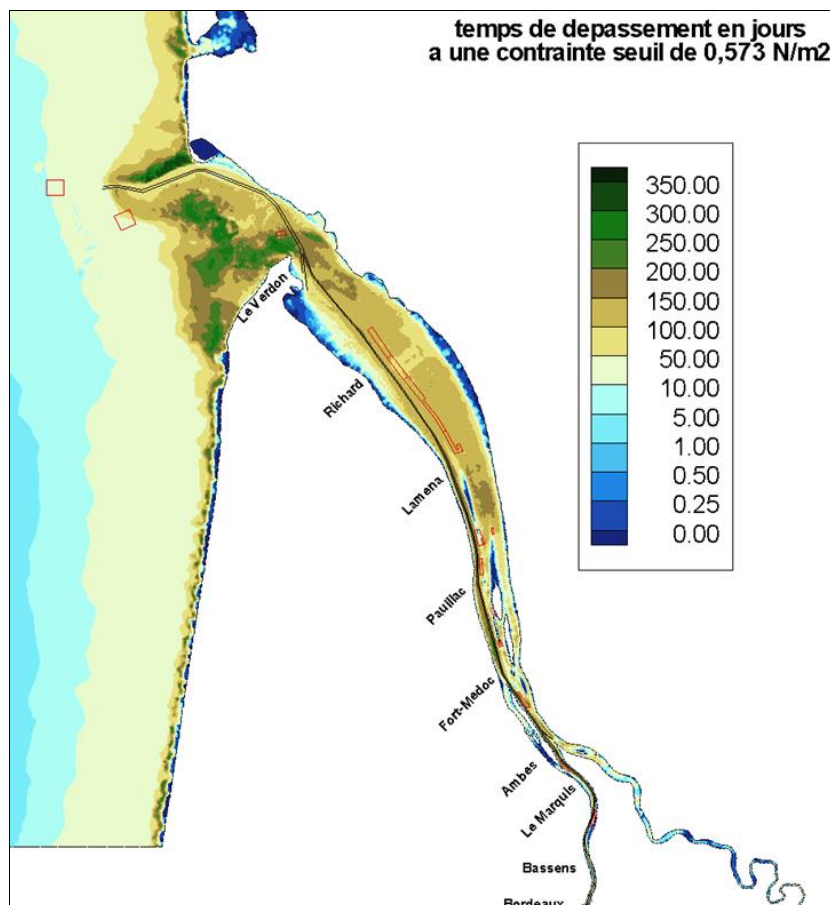 temps de depassement en jours
a une contrainte seuil de 0,573 N/m2
350.00
300.00
250.00
200.00
150.00
100.00
50.00
10.00
5.00
1.00
0.50
0.25
0.00
Le Verdon
Richard
Lamena
Pauillac
Fort-Medoc
Ambes
Le Marquis
Bassens
Bordeaux